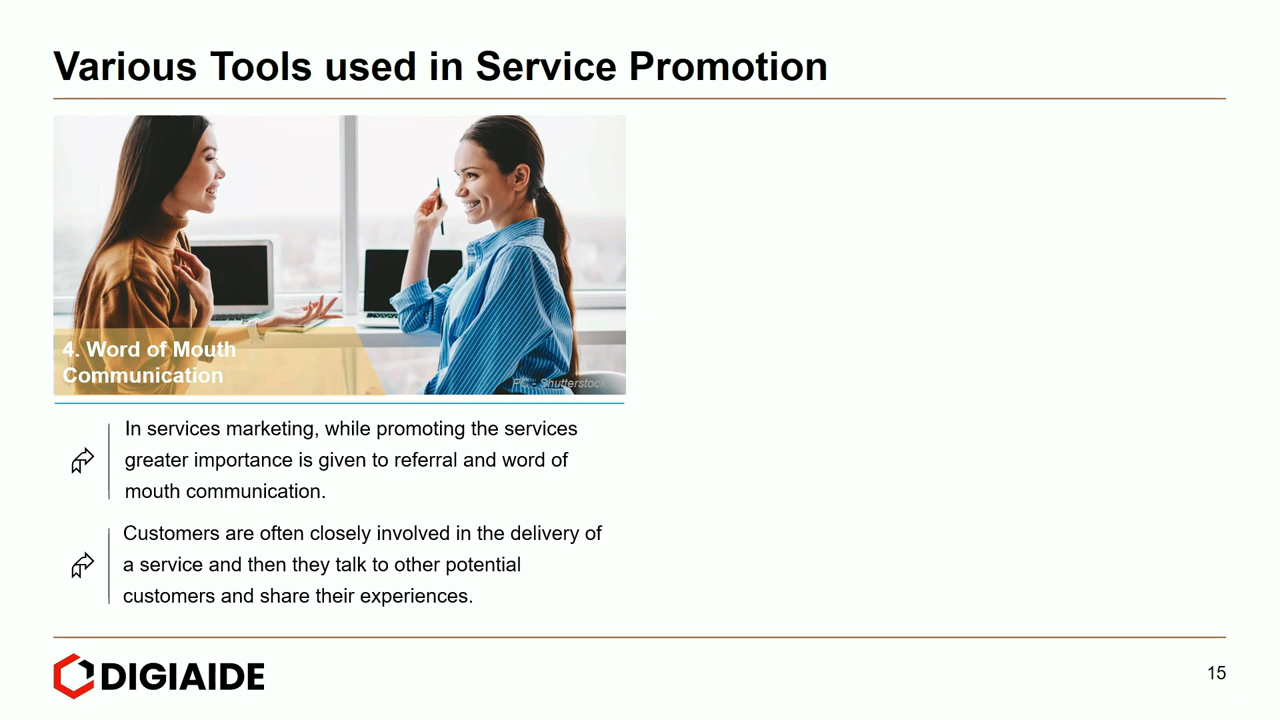 Various Tools used in Service Promotion
4. Word of Mouth
Communication
PC - Shutterstock
In services marketing, while promoting the services
greater importance is given to referral and word of
mouth communication.
Customers are often closely involved in the delivery of
a service and then they talk to other potential
customers and share their experiences.
DIGIAIDE
15